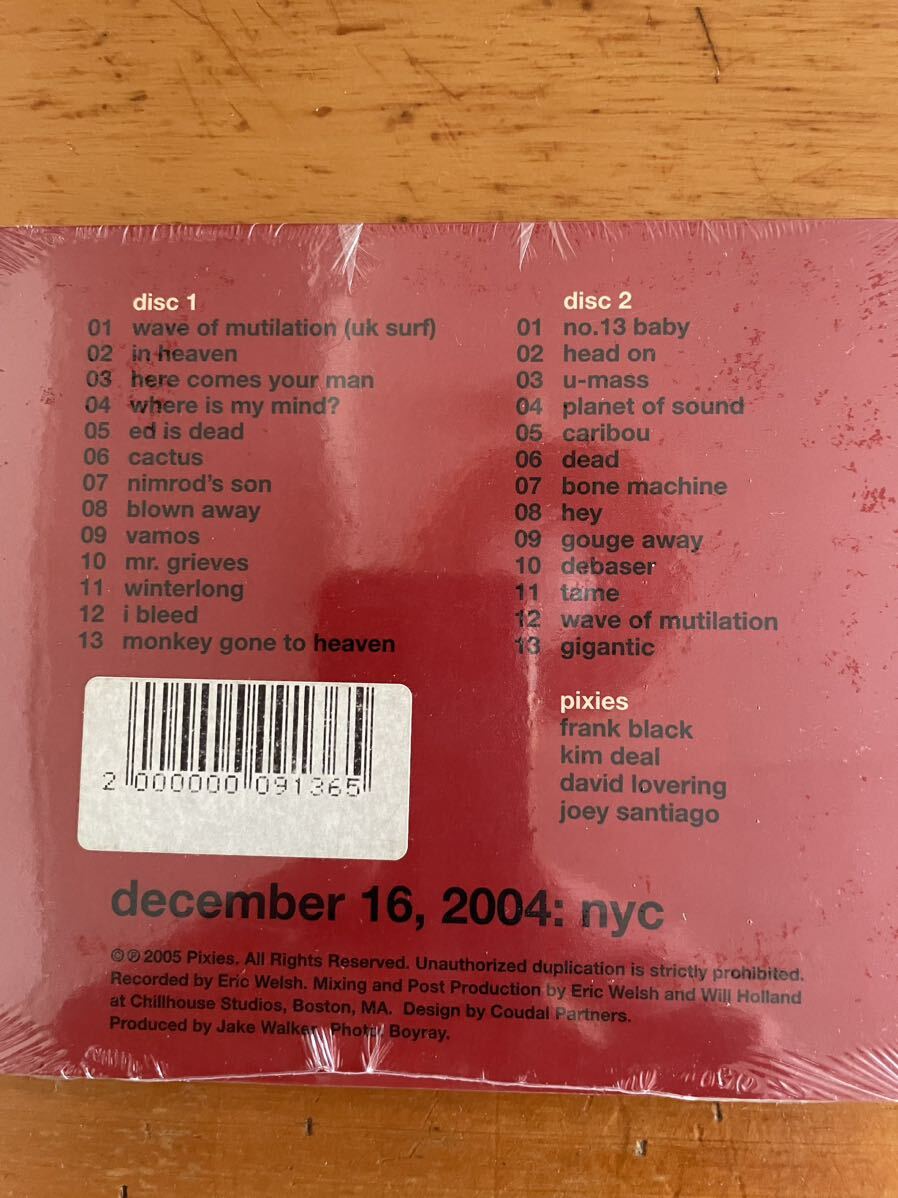 disc 1
01 wave of mutilation (uk surf)
02 in heaven
03 here comes your man
04 where is my mind?
05 ed is dead
06 cactus
07 nimrod's son
08 blown away
09 vamos
10 mr. grieves
11 winterlong
12 i bleed
13 monkey gone to heaven
disc 2
01 no.13 baby
02 head on
03 u-mass
04 planet of sound
05 caribou
06 dead
07 bone machine
08 hey
09 gouge away
10 debaser
11 tame
12 wave of mutilation
13 gigantic
pixies
frank black
kim deal
david lovering
joey santiago
2 000000 091365
december 16, 2004: nyc
©℗ 2005 Pixies. All Rights Reserved. Unauthorized duplication is strictly prohibited.
Recorded by Eric Welsh. Mixing and Post Production by Eric Welsh and Will Holland
at Chillhouse Studios, Boston, MA. Design by Coudal Partners.
Produced by Jake Walker. Photo: Boyray.